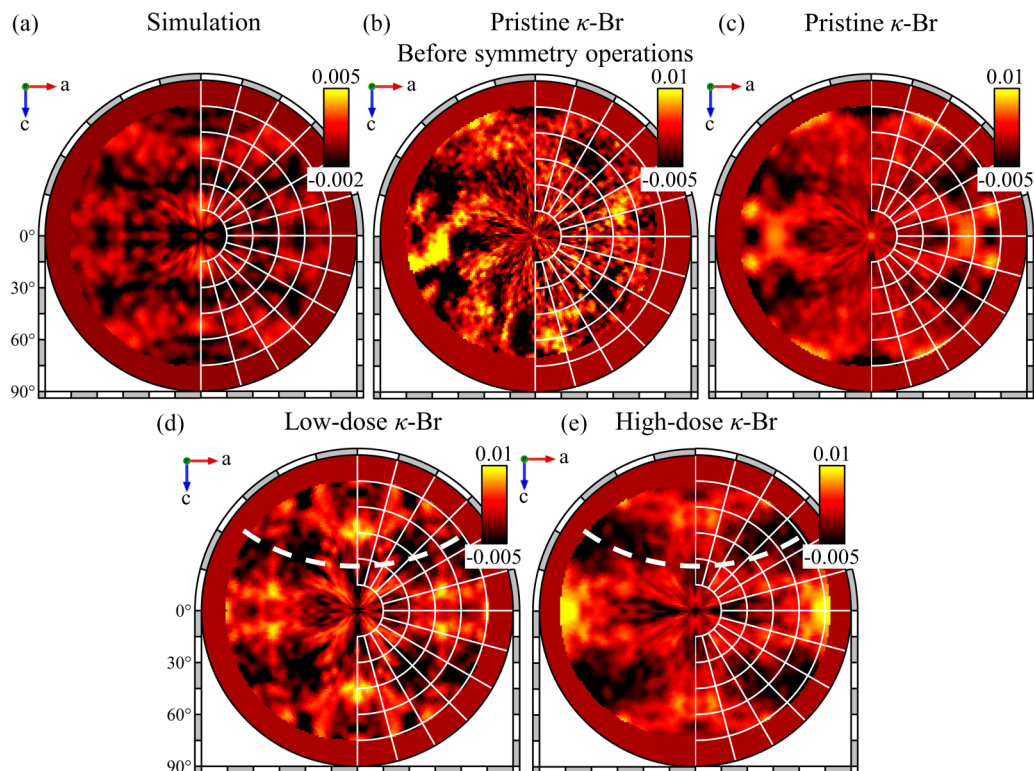 (a) Simulation
(b) Pristine κ-Br
Before symmetry operations
(c) Pristine κ-Br
a
c
0.005
-0.002
a
c
0.01
-0.005
a
c
0.01
-0.005
0°
30°
60°
90°
(d) Low-dose κ-Br
(e) High-dose κ-Br
a
c
0.01
-0.005
a
c
0.01
-0.005
0°
30°
60°
90°